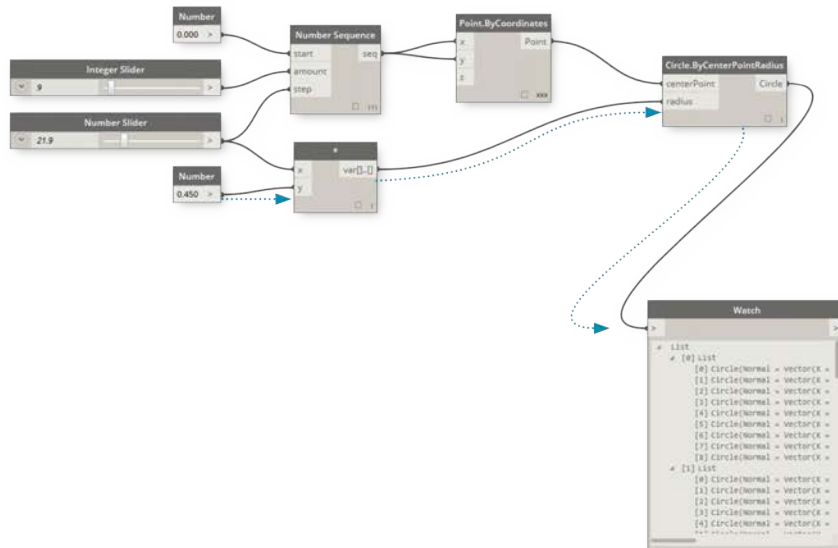 Number
0.000 >
Number Sequence
start seq
amount
step
Point.ByCoordinates
x Point
y
z
xxx
Integer Slider
9 >
Number Slider
21.9 >
Number
0.450 >
*
x var[]..[]
y
Circle.ByCenterPointRadius
centerPoint Circle
radius
Watch
> >
List
[0] List
[0] Circle(Normal = Vector(X =
[1] Circle(Normal = Vector(X =
[2] Circle(Normal = Vector(X =
[3] Circle(Normal = Vector(X =
[4] Circle(Normal = Vector(X =
[5] Circle(Normal = Vector(X =
[6] Circle(Normal = Vector(X =
[7] Circle(Normal = Vector(X =
[8] Circle(Normal = Vector(X =
[1] List
[0] Circle(Normal = Vector(X =
[1] Circle(Normal = Vector(X =
[2] Circle(Normal = Vector(X =
[3] Circle(Normal = Vector(X =
[4] Circle(Normal = Vector(X =